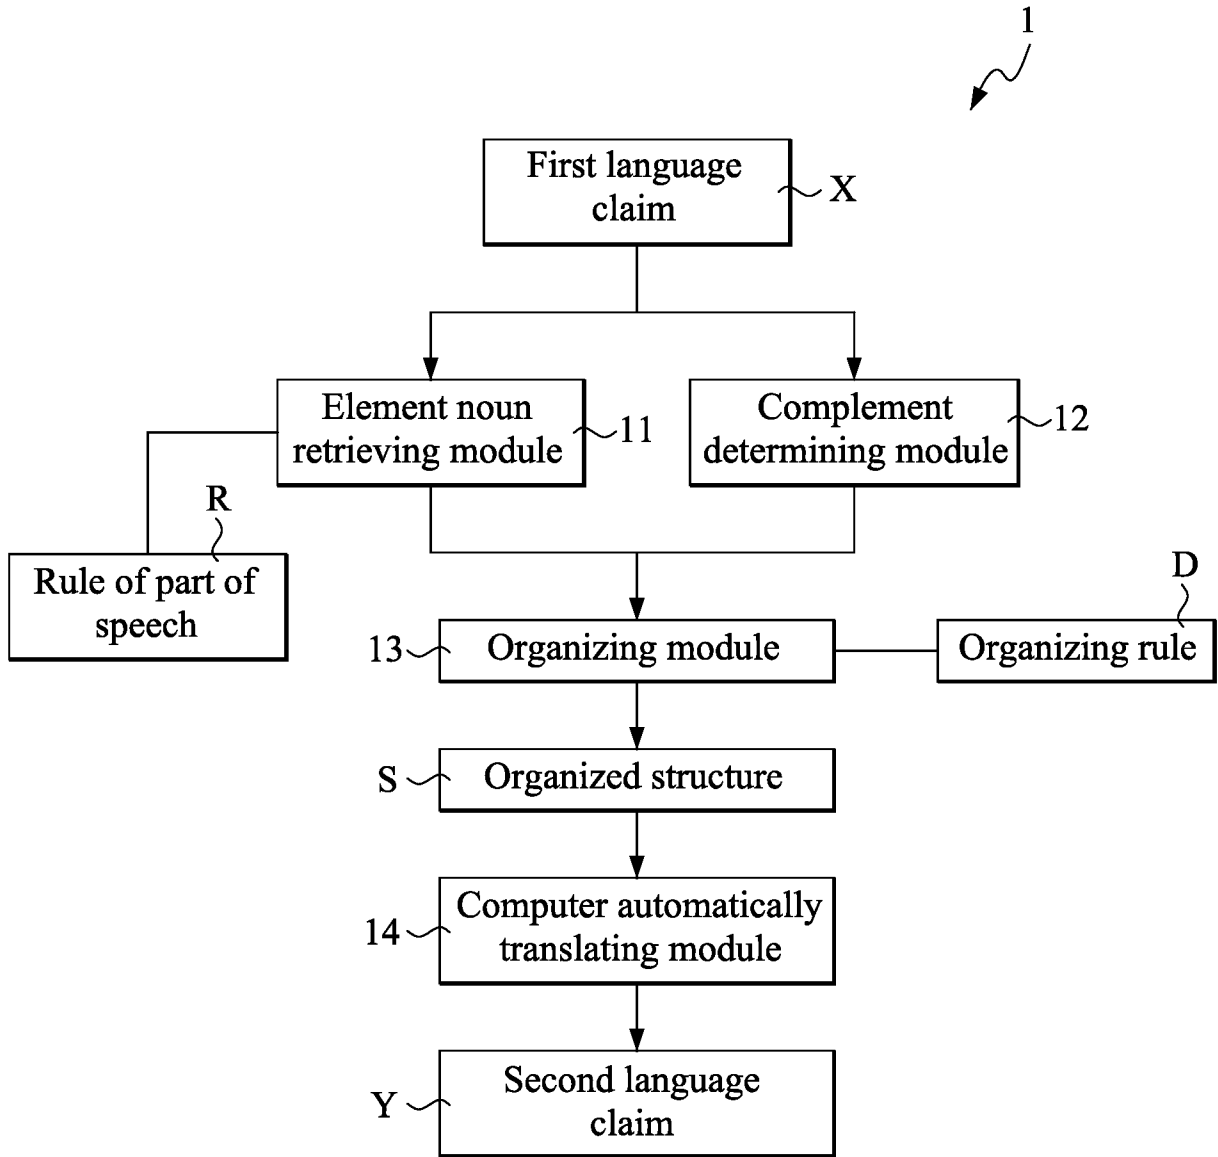 1
First language
claim
X
Element noun
retrieving module
11
Complement
determining module
12
R
Rule of part of
speech
D
13
Organizing module
Organizing rule
S
Organized structure
14
Computer automatically
translating module
Y
Second language
claim